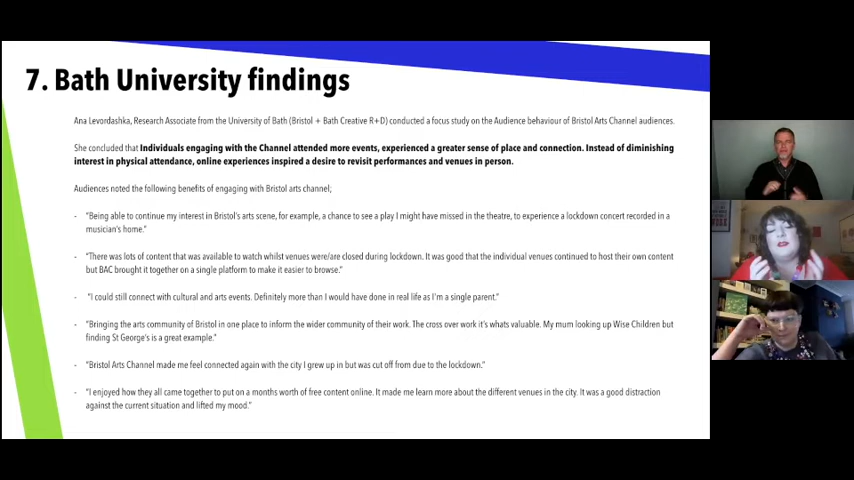 7. Bath University findings
Ana Levordashka, Research Associate from the University of Bath (Bristol + Bath Creative R+D) conducted a focus study on the Audience behaviour of Bristol Arts Channel audiences.
She concluded that Individuals engaging with the Channel attended more events, experienced a greater sense of place and connection. Instead of diminishing
interest in physical attendance, online experiences inspired a desire to revisit performances and venues in person.
Audiences noted the following benefits of engaging with Bristol arts channel;
- "Being able to continue my interest in Bristol's arts scene, for example, a chance to see a play I might have missed in the theatre, to experience a lockdown concert recorded in a
musician's home."
- "There was lots of content that was available to watch whilst venues were/are closed during lockdown. It was good that the individual venues continued to host their own content
but BAC brought it together on a single platform to make it easier to browse."
- "I could still connect with cultural and arts events. Definitely more than I would have done in real life as I'm a single parent."
- "Bringing the arts community of Bristol in one place to inform the wider community of their work. The cross over work it's whats valuable. My mum looking up Wise Children but
finding St George's is a great example."
- "Bristol Arts Channel made me feel connected again with the city I grew up in but was cut off from due to the lockdown."
- "I enjoyed how they all came together to put on a months worth of free content online. It made me learn more about the different venues in the city. It was a good distraction
against the current situation and lifted my mood."